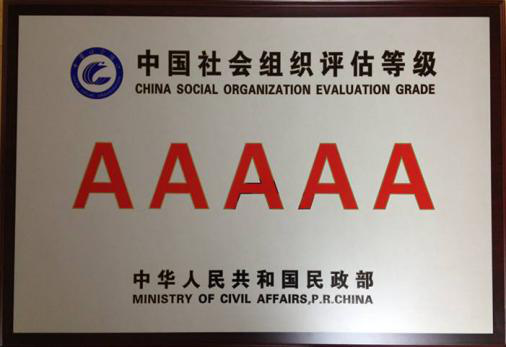 中国社会组织评估等级
CHINA SOCIAL ORGANIZATION EVALUATION GRADE
AAAAA
中华人民共和国民政部
MINISTRY OF CIVIL AFFAIRS,P.R.CHINA